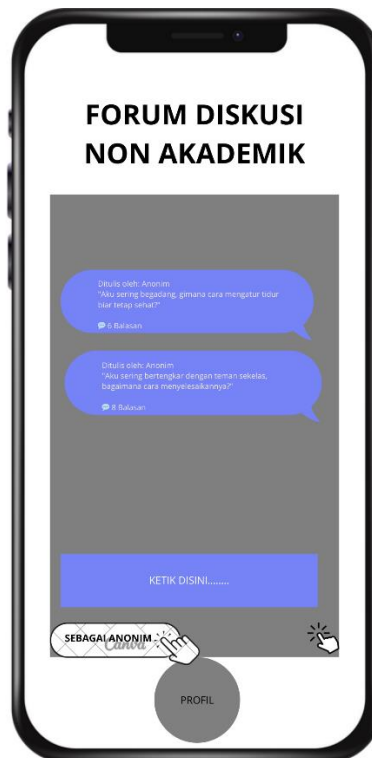 FORUM DISKUSI
NON AKADEMIK
Ditulis oleh: Anonim
"Aku sering begadang, gimana cara mengatur tidur
biar tetap sehat?"
💬 6 Balasan
Ditulis oleh: Anonim
"Aku sering bertengkar dengan teman sekelas,
bagaimana cara menyelesaikannya?"
💬 8 Balasan
KETIK DISINI........
SEBAGAI ANONIM
Canva
PROFIL